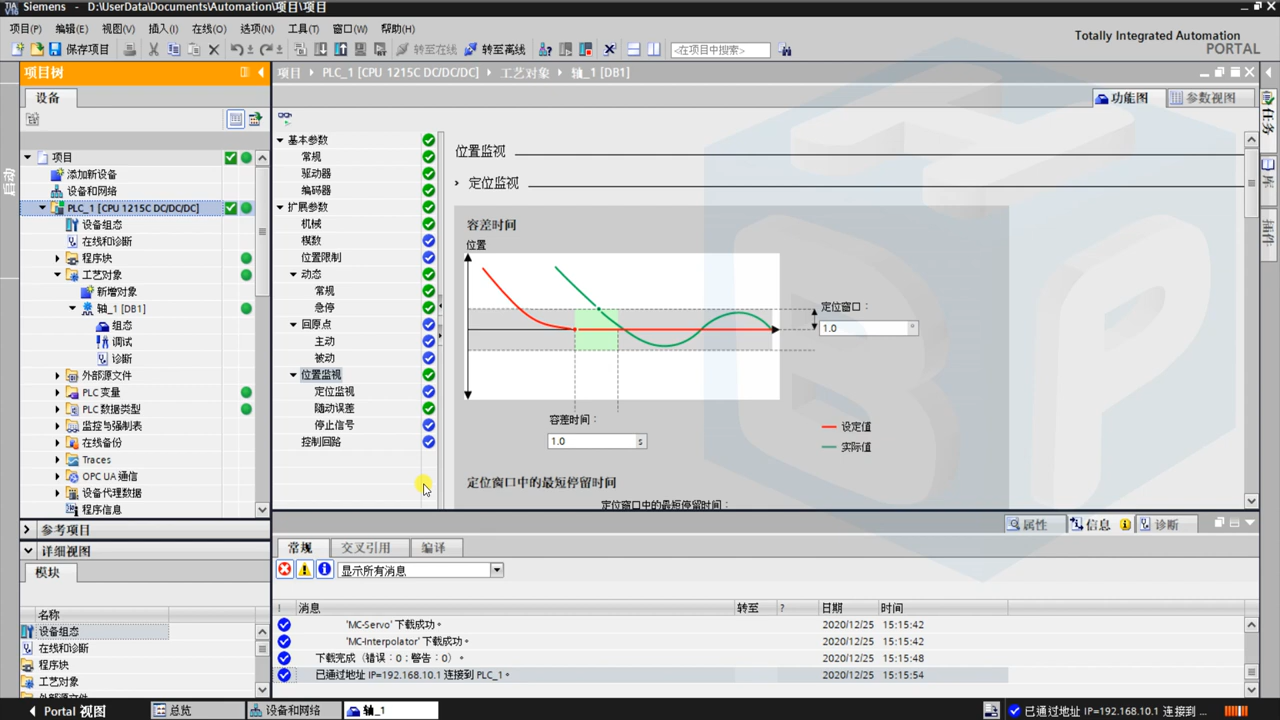 Siemens - D:\UserData\Documents\Automation\项目\项目
项目(P) 编辑(E) 视图(V) 插入(I) 在线(O) 选项(N) 工具(T) 窗口(W) 帮助(H)
Totally Integrated Automation
PORTAL
保存项目 转至在线 转至离线 <在项目中搜索>
项目树
项目 PLC_1 [CPU 1215C DC/DC/DC] 工艺对象 轴_1 [DB1]
设备
功能图 参数视图
启动
任务
插件
项目
添加新设备
设备和网络
PLC_1 [CPU 1215C DC/DC/DC]
设备组态
在线和诊断
程序块
工艺对象
新增对象
轴_1 [DB1]
组态
调试
诊断
外部源文件
PLC 变量
PLC 数据类型
监控与强制表
在线备份
Traces
OPC UA 通信
设备代理数据
程序信息
参考项目
详细视图
模块
名称
设备组态
在线和诊断
程序块
工艺对象
外部源文件
基本参数
常规
驱动器
编码器
扩展参数
机械
模数
位置限制
动态
常规
急停
回原点
主动
被动
位置监视
定位监视
随动误差
停止信号
控制回路
位置监视
定位监视
容差时间
位置
定位窗口：
1.0 °
容差时间：
1.0 s
设定值
实际值
定位窗口中的最短停留时间
定位窗口中的最短停留时间：
属性 信息 诊断
常规 交叉引用 编译
显示所有消息
! 消息 转至 ? 日期 时间
'MC-Servo' 下载成功。 2020/12/25 15:15:42
'MC-Interpolator' 下载成功。 2020/12/25 15:15:42
下载完成（错误：0；警告：0）。 2020/12/25 15:15:48
已通过地址 IP=192.168.10.1 连接到 PLC_1。 2020/12/25 15:15:54
Portal 视图 总览 设备和网络 轴_1 已通过地址 IP=192.168.10.1 连接到 ...